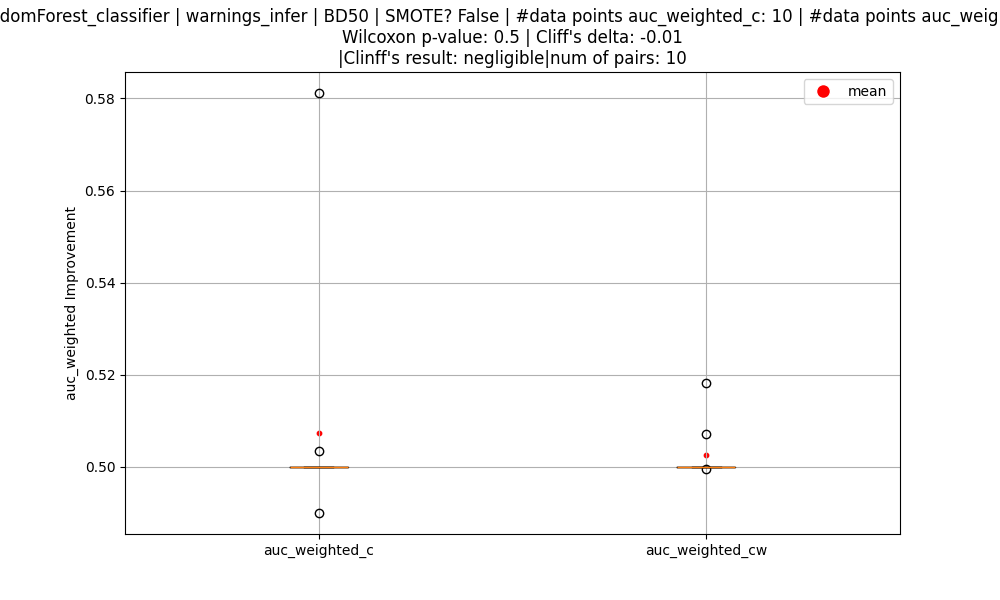 domForest_classifier | warnings_infer | BD50 | SMOTE? False | #data points auc_weighted_c: 10 | #data points auc_weig
Wilcoxon p-value: 0.5 | Cliff's delta: -0.01
|Clinff's result: negligible|num of pairs: 10
mean
0.58
0.56
0.54
0.52
0.50
auc_weighted Improvement
auc_weighted_c
auc_weighted_cw